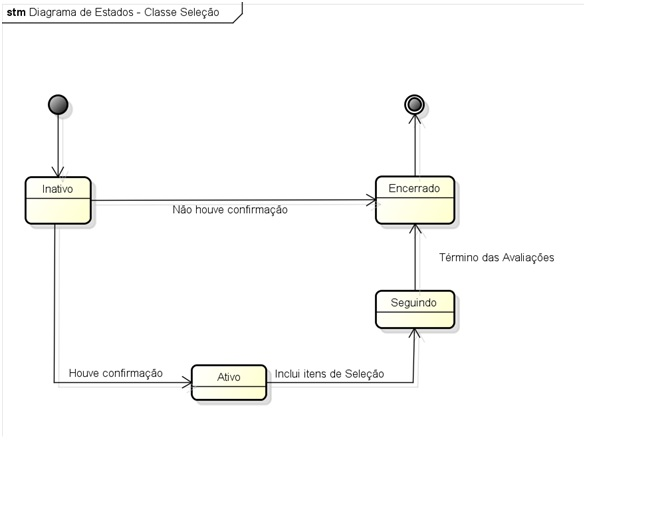 stm Diagrama de Estados - Classe Seleção
Inativo
Encerrado
Não houve confirmação
Término das Avaliações
Seguindo
Houve confirmação
Ativo
Inclui itens de Seleção